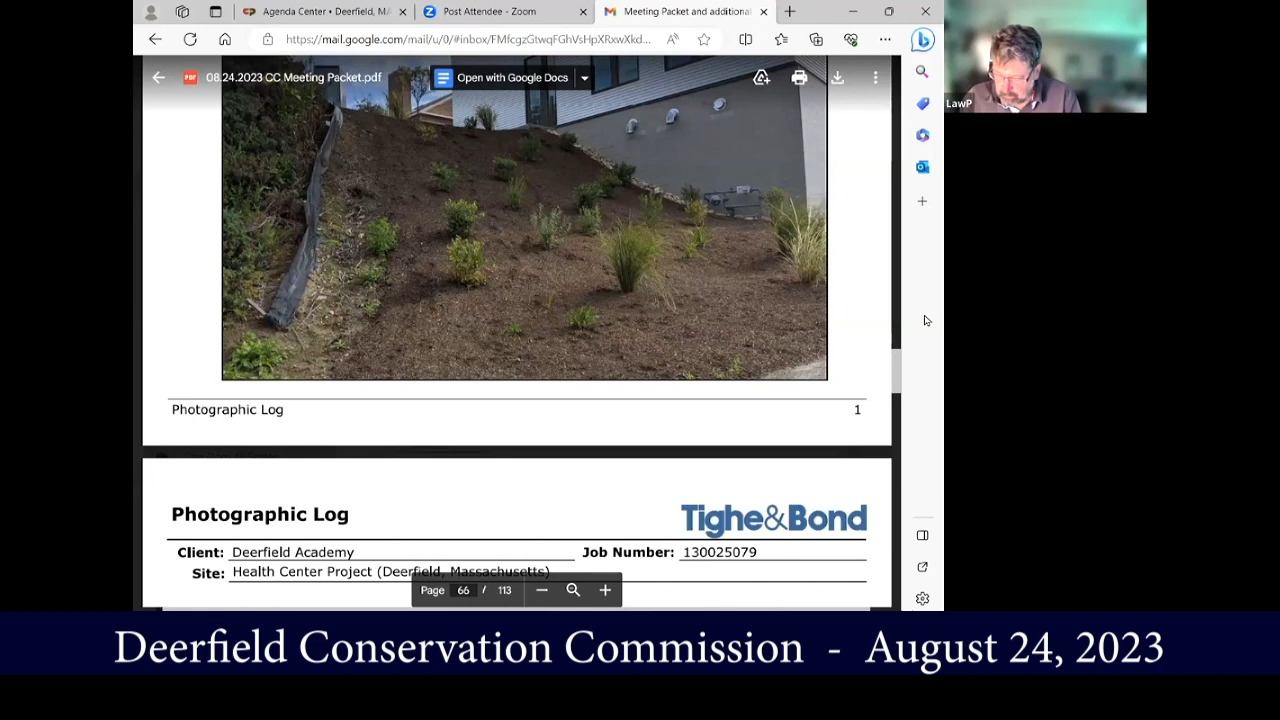 Agenda Center • Deerfield, MA
Post Attendee - Zoom
Meeting Packet and additional
https://mail.google.com/mail/u/0/#inbox/FMfcgzGtwqFGhVsHpXRxwXkd...
PDF
08.24.2023 CC Meeting Packet.pdf
Open with Google Docs
LawP
Photographic Log
1
Photographic Log
Tighe&Bond
Client: Deerfield Academy
Job Number: 130025079
Site: Health Center Project (Deerfield, Massachusetts)
Page 66 / 113
Deerfield Conservation Commission - August 24, 2023